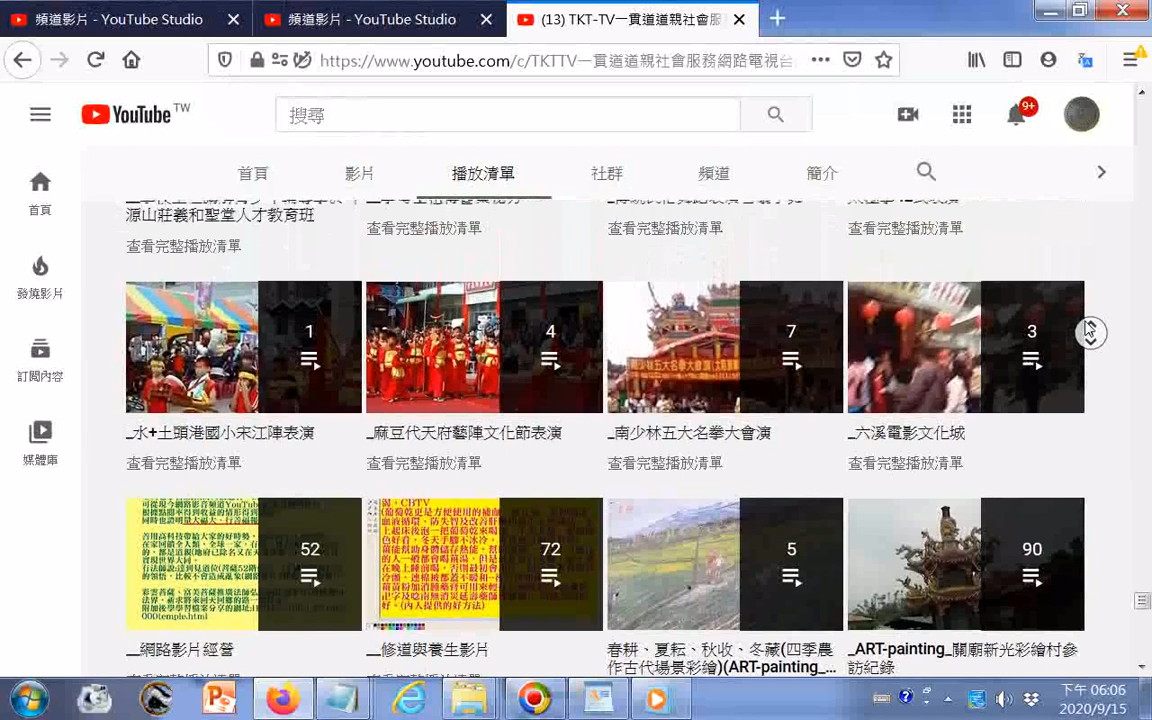 頻道影片 - YouTube Studio
頻道影片 - YouTube Studio
(13) TKT-TV一貫道道親社會服
https://www.youtube.com/c/TKTTV一貫道道親社會服務網路電視台
YouTube TW
搜尋
9+
首頁
影片
播放清單
社群
頻道
簡介
首頁
發燒影片
訂閱內容
媒體庫
源山莊義和聖堂人才教育班
查看完整播放清單
查看完整播放清單
查看完整播放清單
查看完整播放清單
1
4
7
3
_水+土頭港國小宋江陣表演
_麻豆代天府藝陣文化節表演
_南少林五大名拳大會演
_六溪電影文化城
查看完整播放清單
查看完整播放清單
查看完整播放清單
查看完整播放清單
52
72
5
90
__網路影片經營
__修道與養生影片
春耕、夏耘、秋收、冬藏(四季農
作古代場景彩繪)(ART-painting_...
_ART-painting_關廟新光彩繪村參
訪紀錄
下午 06:06
2020/9/15